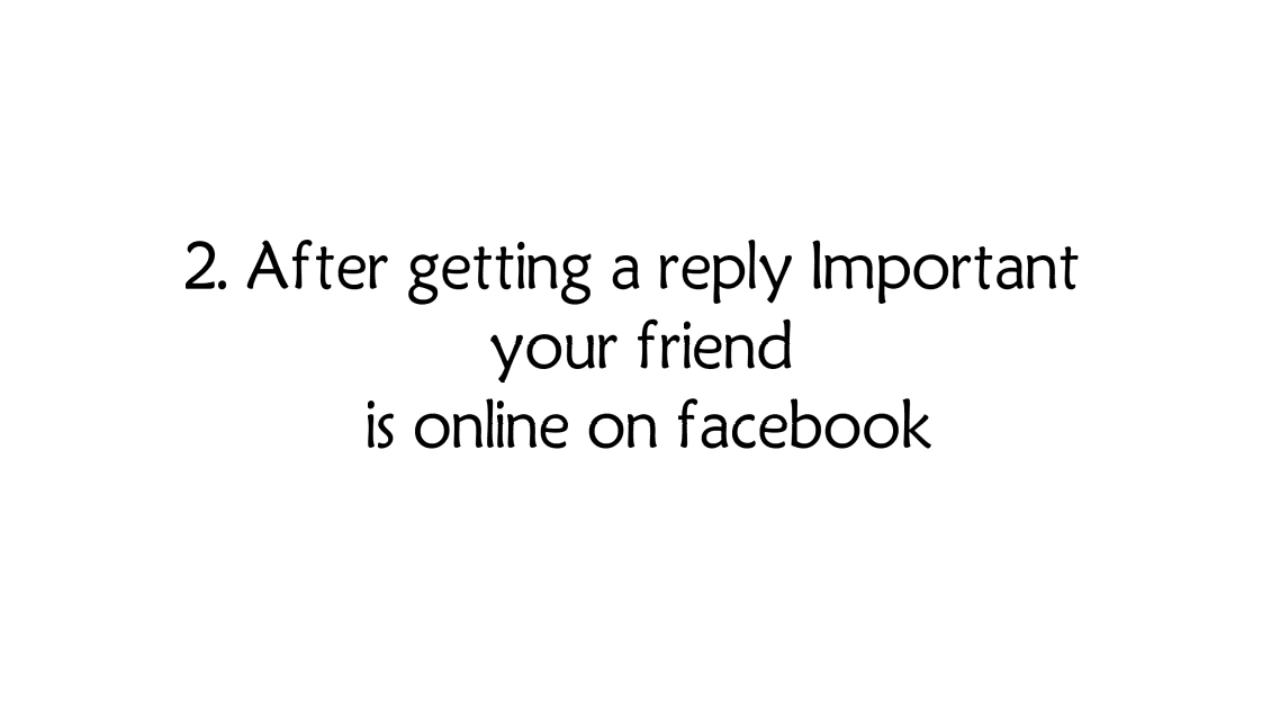 2. After getting a reply Important
your friend
is online on facebook